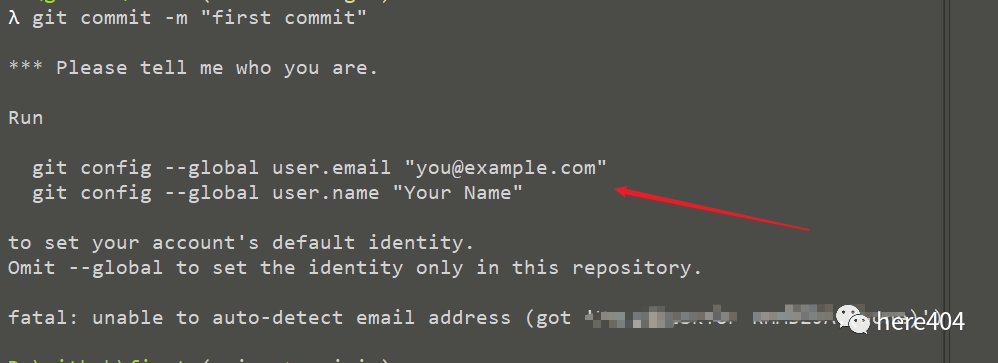 λ git commit -m "first commit"
*** Please tell me who you are.
Run
git config --global user.email "you@example.com"
git config --global user.name "Your Name"
to set your account's default identity.
Omit --global to set the identity only in this repository.
fatal: unable to auto-detect email address (got
here404